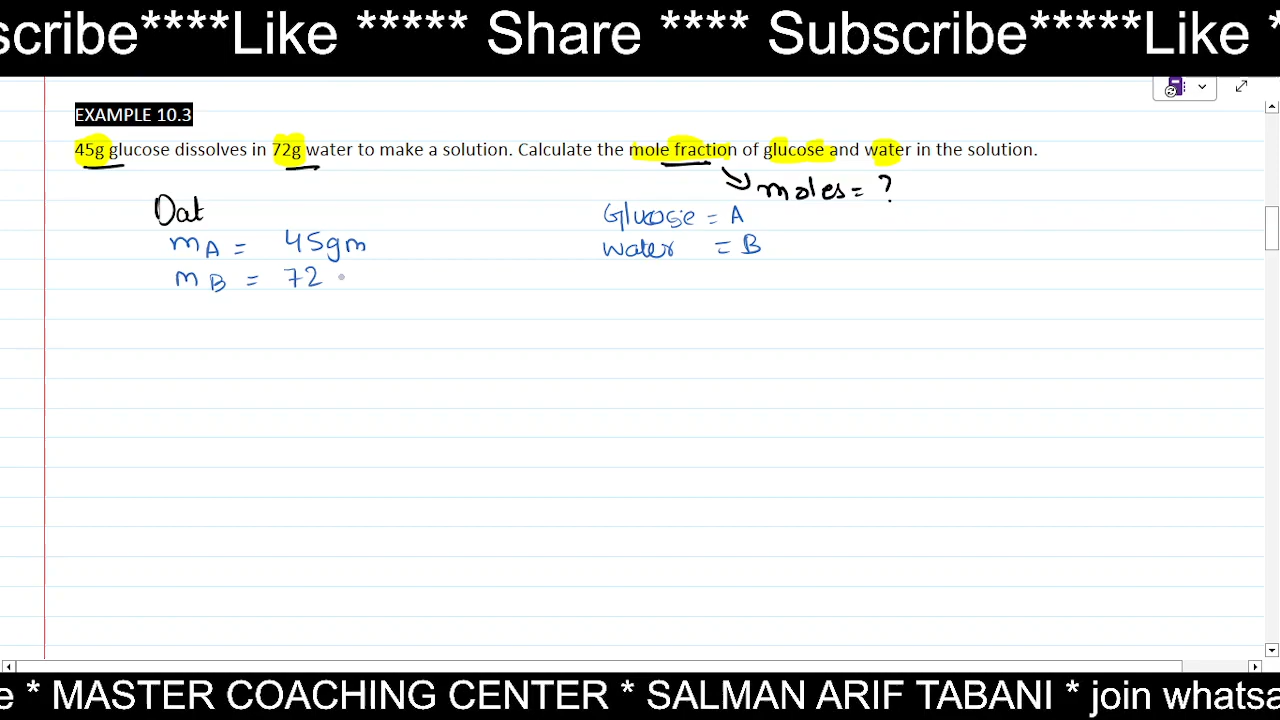 scribe****Like ***** Share **** Subscribe*****Like *
EXAMPLE 10.3
45g glucose dissolves in 72g water to make a solution. Calculate the mole fraction of glucose and water in the solution.
moles = ?
Dat
Glucose = A
mA = 45gm
water = B
mB = 72
e * MASTER COACHING CENTER * SALMAN ARIF TABANI * join whatsa